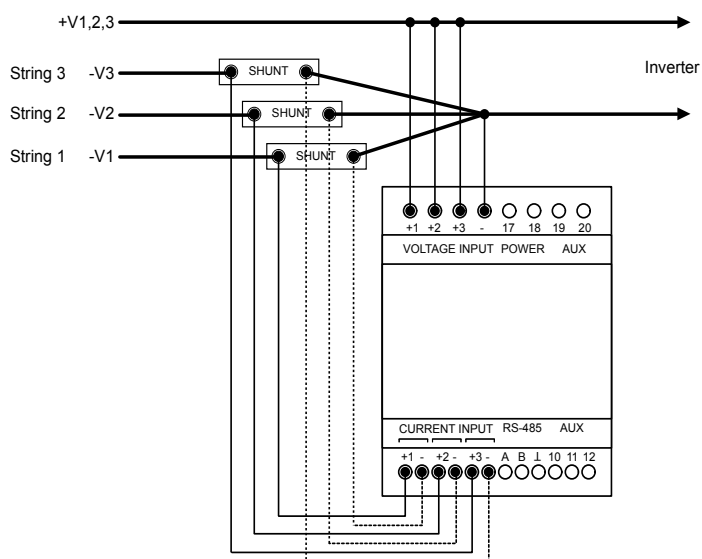 +V1,2,3
String 3 -V3 SHUNT
Inverter
String 2 -V2 SHUNT
String 1 -V1 SHUNT
+1 +2 +3 - 17 18 19 20
VOLTAGE INPUT POWER AUX
CURRENT INPUT RS-485 AUX
+1 - +2 - +3 - A B ⊥ 10 11 12